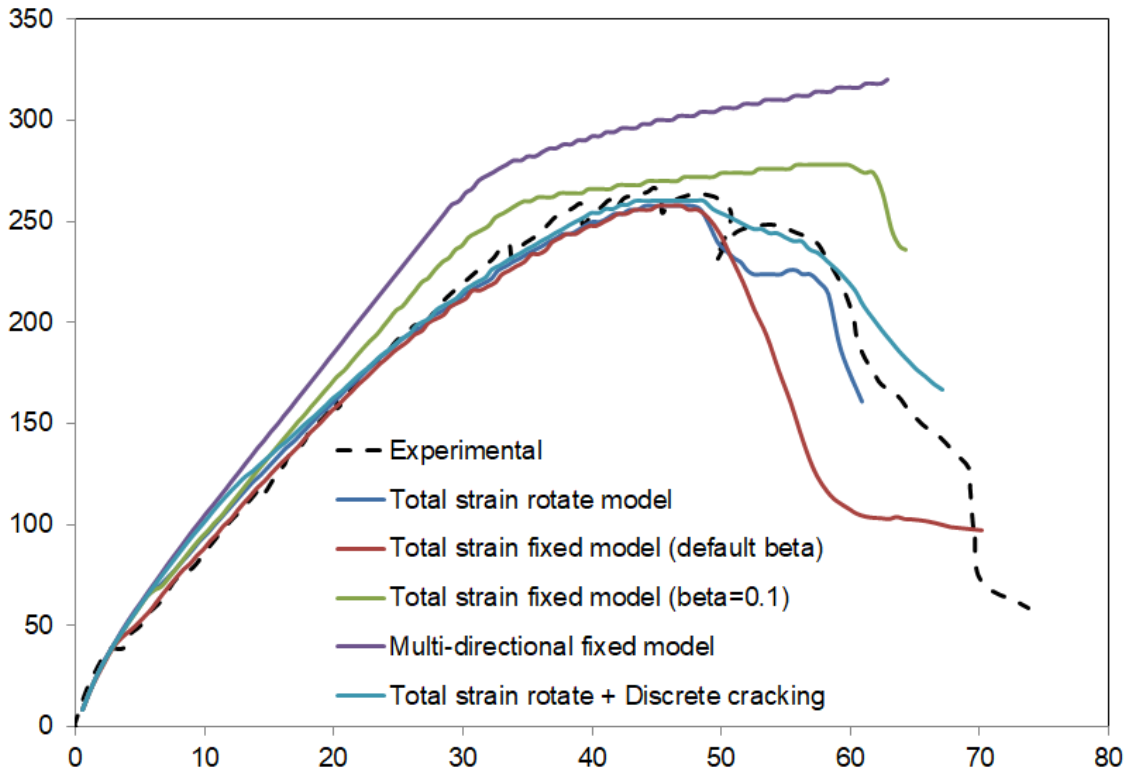 350
300
250
200
150
100
50
0
Experimental
Total strain rotate model
Total strain fixed model (default beta)
Total strain fixed model (beta=0.1)
Multi-directional fixed model
Total strain rotate + Discrete cracking
0 10 20 30 40 50 60 70 80